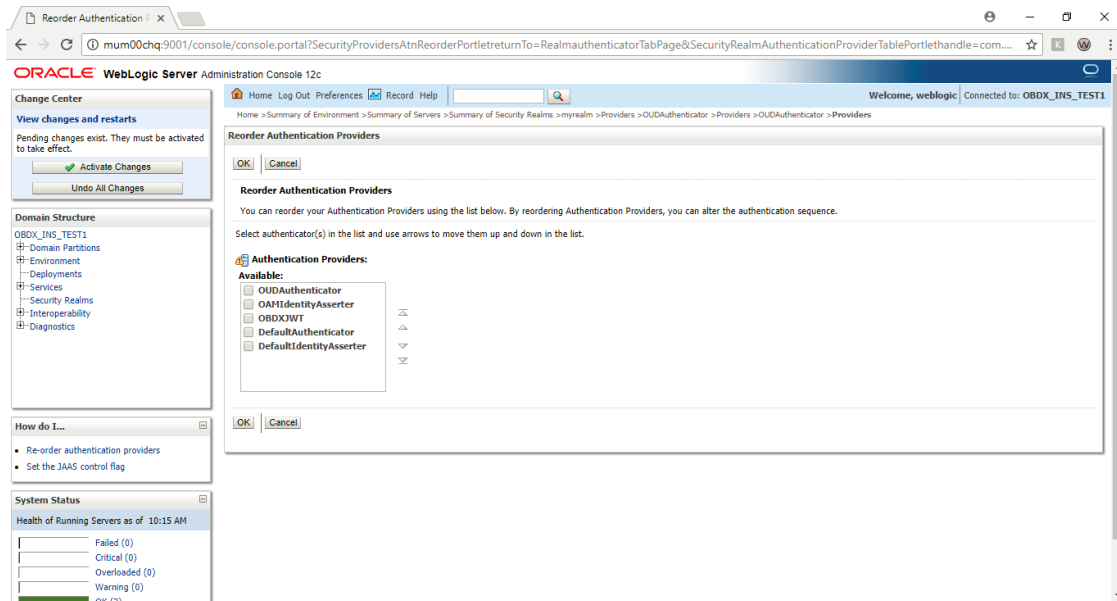 Reorder Authentication P
mum00chq:9001/console/console.portal?SecurityProvidersAtnReorderPortletreturnTo=RealmauthenticatorTabPage&SecurityRealmAuthenticationProviderTablePortlethandle=com....
K
W
ORACLE WebLogic Server Administration Console 12c
Change Center
View changes and restarts
Pending changes exist. They must be activated
to take effect.
Activate Changes
Undo All Changes
Domain Structure
OBDX_INS_TEST1
Domain Partitions
Environment
Deployments
Services
Security Realms
Interoperability
Diagnostics
How do I...
Re-order authentication providers
Set the JAAS control flag
System Status
Health of Running Servers as of 10:15 AM
Failed (0)
Critical (0)
Overloaded (0)
Warning (0)
Home Log Out Preferences Record Help
Welcome, weblogic Connected to: OBDX_INS_TEST1
Home >Summary of Environment >Summary of Servers >Summary of Security Realms >myrealm >Providers >OUDAuthenticator >Providers >OUDAuthenticator >Providers
Reorder Authentication Providers
OK Cancel
Reorder Authentication Providers
You can reorder your Authentication Providers using the list below. By reordering Authentication Providers, you can alter the authentication sequence.
Select authenticator(s) in the list and use arrows to move them up and down in the list.
Authentication Providers:
Available:
OUDAuthenticator
OAMIdentityAsserter
OBDXJWT
DefaultAuthenticator
DefaultIdentityAsserter
OK Cancel